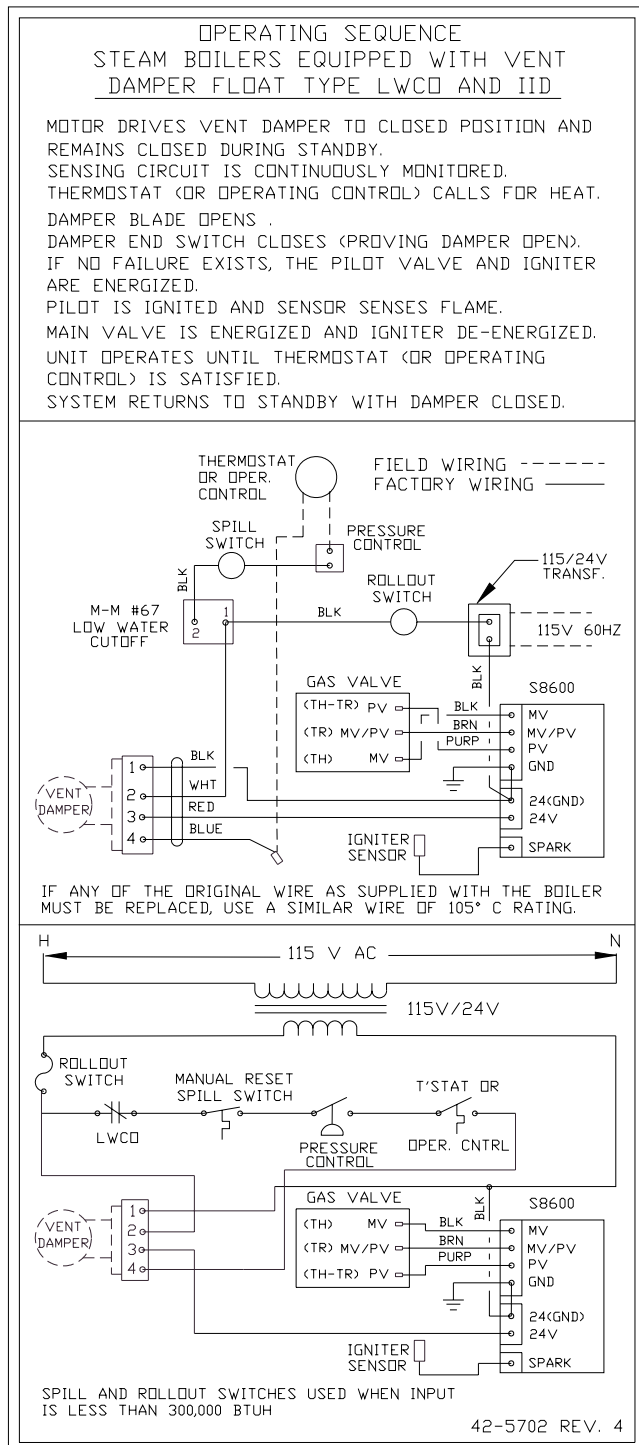 OPERATING SEQUENCE
STEAM BOILERS EQUIPPED WITH VENT
DAMPER FLOAT TYPE LWCO AND IID
MOTOR DRIVES VENT DAMPER TO CLOSED POSITION AND
REMAINS CLOSED DURING STANDBY.
SENSING CIRCUIT IS CONTINUOUSLY MONITORED.
THERMOSTAT (OR OPERATING CONTROL) CALLS FOR HEAT.
DAMPER BLADE OPENS .
DAMPER END SWITCH CLOSES (PROVING DAMPER OPEN).
IF NO FAILURE EXISTS, THE PILOT VALVE AND IGNITER
ARE ENERGIZED.
PILOT IS IGNITED AND SENSOR SENSES FLAME.
MAIN VALVE IS ENERGIZED AND IGNITER DE-ENERGIZED.
UNIT OPERATES UNTIL THERMOSTAT (OR OPERATING
CONTROL) IS SATISFIED.
SYSTEM RETURNS TO STANDBY WITH DAMPER CLOSED.
THERMOSTAT
OR OPER.
CONTROL
FIELD WIRING
FACTORY WIRING
SPILL
SWITCH
PRESSURE
CONTROL
BLK
ROLLOUT
SWITCH
115/24V
TRANSF.
M-M #67
LOW WATER
CUTOFF
2
1
BLK
115V 60HZ
BLK
GAS VALVE
S8600
(TH-TR) PV
BLK
MV
(TR) MV/PV
BRN
MV/PV
PURP
PV
(TH) MV
GND
VENT
DAMPER
1
BLK
2
WHT
24(GND)
3
RED
24V
4
BLUE
IGNITER
SENSOR
SPARK
IF ANY OF THE ORIGINAL WIRE AS SUPPLIED WITH THE BOILER
MUST BE REPLACED, USE A SIMILAR WIRE OF 105° C RATING.
H
N
115 V AC
115V/24V
ROLLOUT
SWITCH
MANUAL RESET
SPILL SWITCH
T'STAT OR
LWCO
PRESSURE
CONTROL
OPER. CNTRL
VENT
DAMPER
1
2
3
4
GAS VALVE
BLK
S8600
(TH) MV
BLK
MV
(TR) MV/PV
BRN
MV/PV
PURP
PV
(TH-TR) PV
GND
24(GND)
24V
IGNITER
SENSOR
SPARK
SPILL AND ROLLOUT SWITCHES USED WHEN INPUT
IS LESS THAN 300,000 BTUH
42-5702 REV. 4